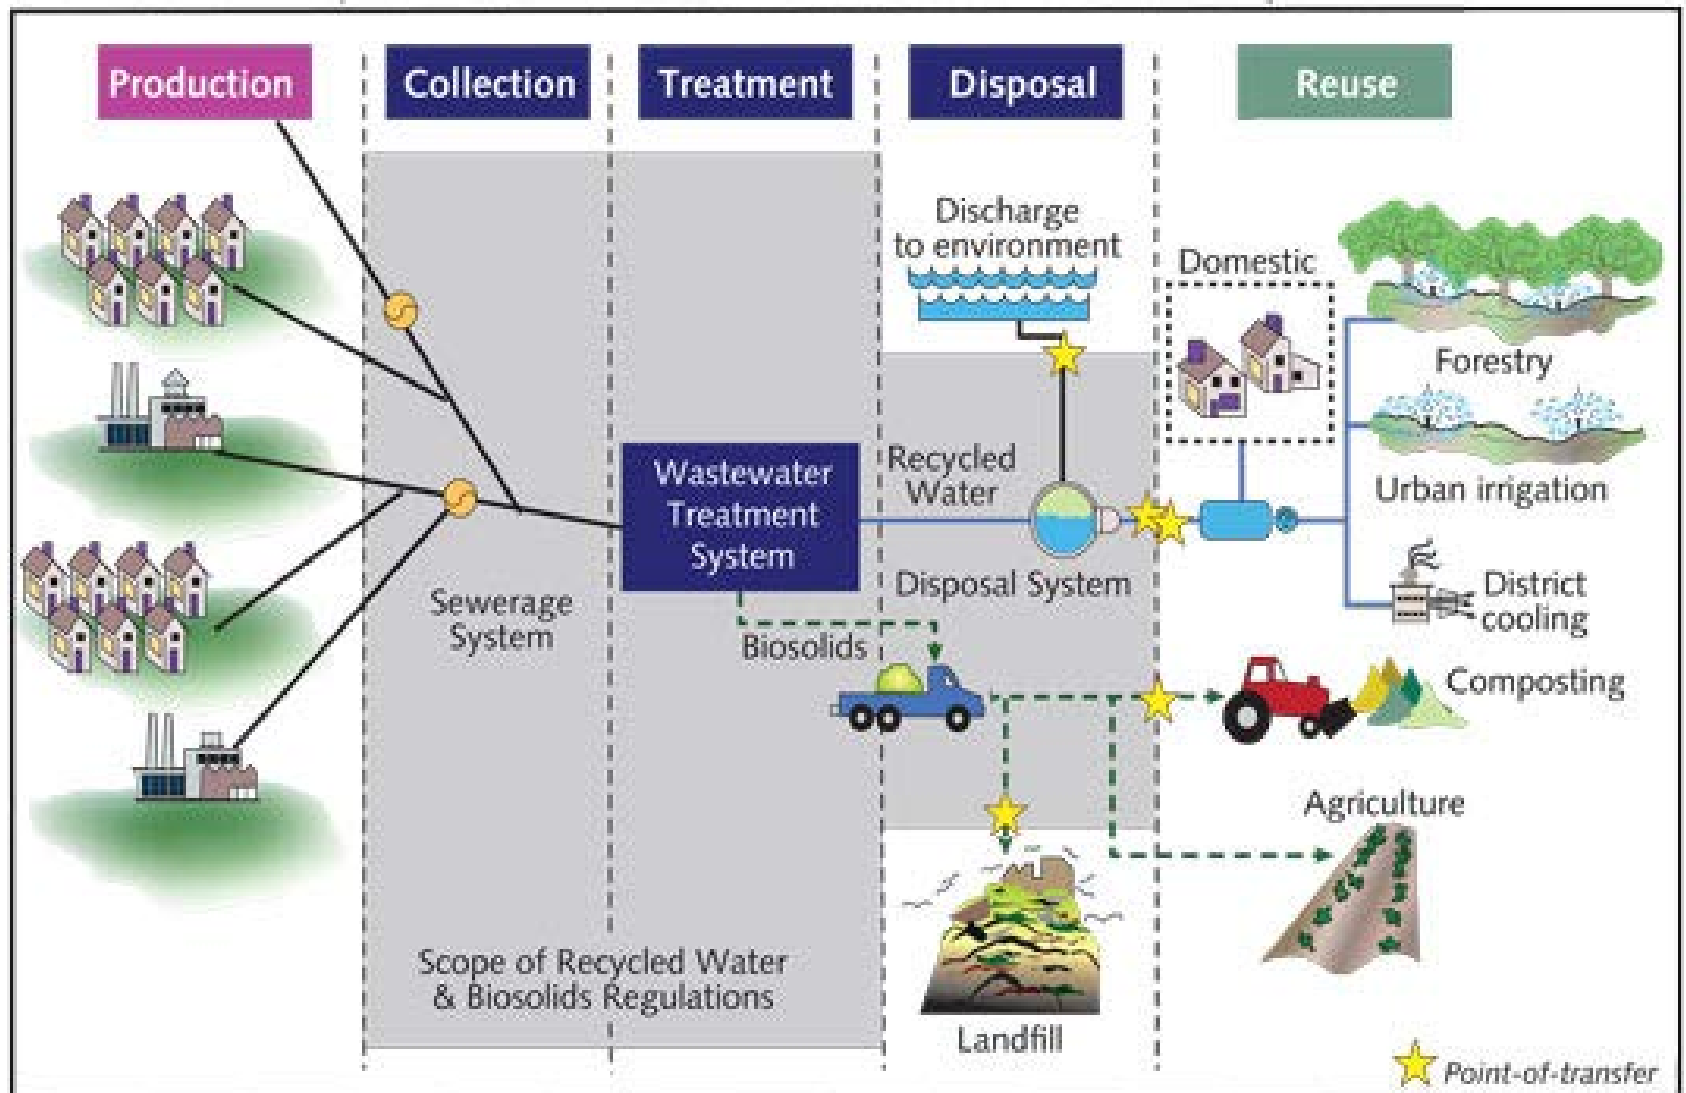 Production
Collection
Treatment
Disposal
Reuse
Discharge
to environment
Domestic
Forestry
Urban irrigation
Recycled
Water
Wastewater
Treatment
System
Disposal System
District
cooling
Sewerage
System
Biosolids
Composting
Agriculture
Scope of Recycled Water
& Biosolids Regulations
Landfill
Point-of-transfer